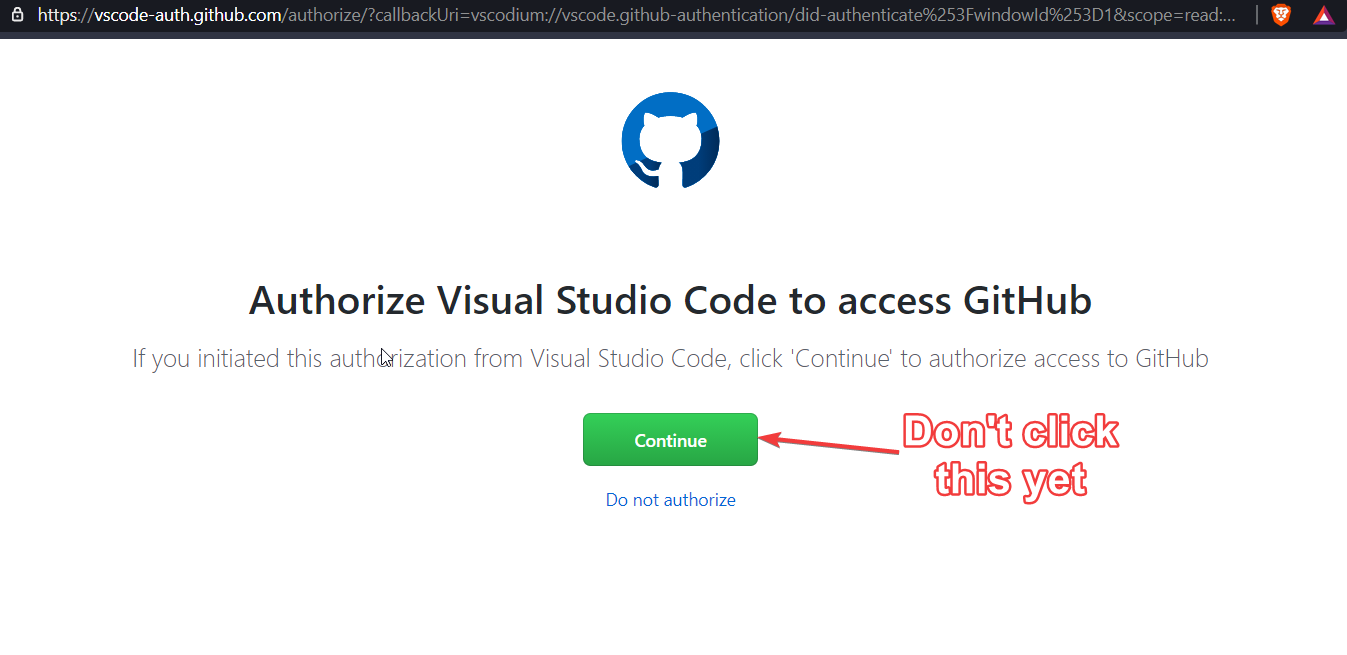 https://vscode-auth.github.com/authorize/?callbackUri=vscodium://vscode.github-authentication/did-authenticate%253FwindowId%253D1&scope=read:...
Authorize Visual Studio Code to access GitHub
If you initiated this authorization from Visual Studio Code, click 'Continue' to authorize access to GitHub
Continue
Don't click
this yet
Do not authorize